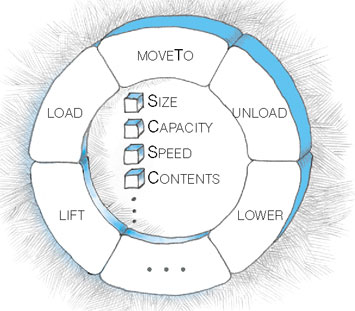 MOVETO
LOAD
UNLOAD
SIZE
CAPACITY
SPEED
CONTENTS
LIFT
LOWER
...